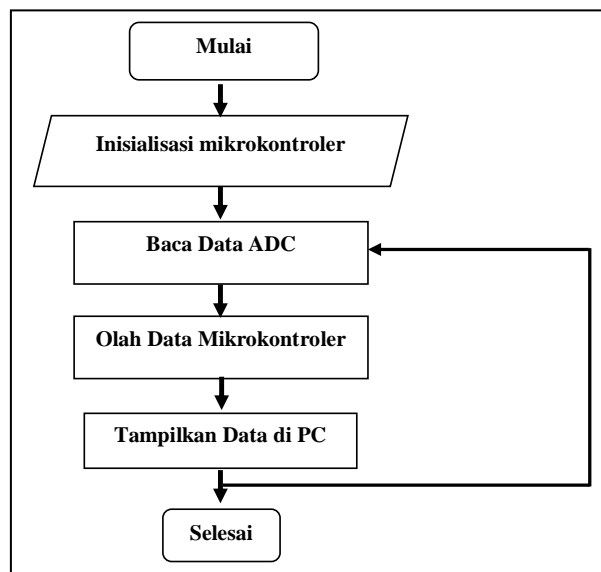 Mulai
Inisialisasi mikrokontroler
Baca Data ADC
Olah Data Mikrokontroler
Tampilkan Data di PC
Selesai